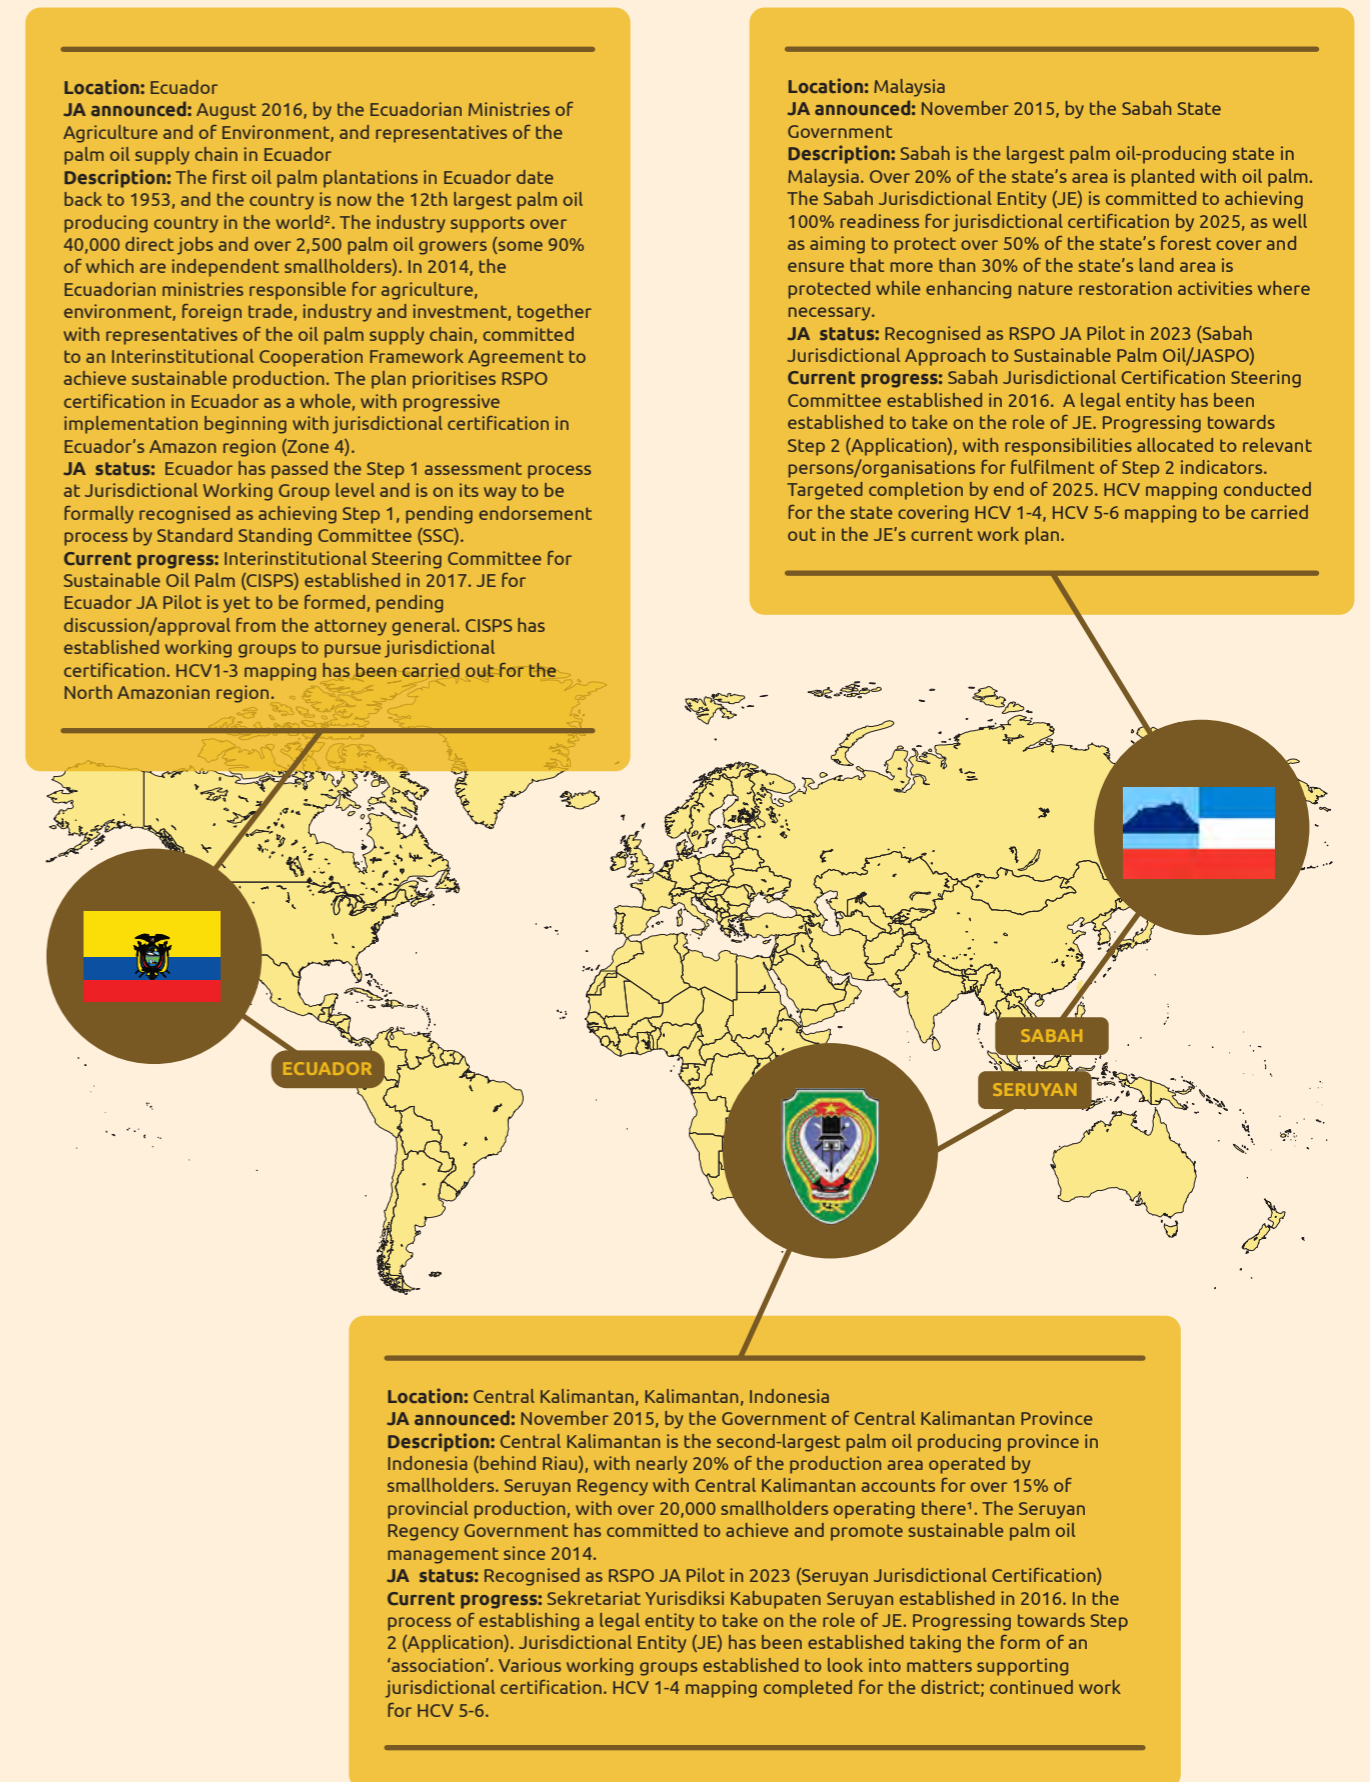 Location: Ecuador
JA announced: August 2016, by the Ecuadorian Ministries of
Agriculture and of Environment, and representatives of the
palm oil supply chain in Ecuador
Description: The first oil palm plantations in Ecuador date
back to 1953, and the country is now the 12th largest palm oil
producing country in the world². The industry supports over
40,000 direct jobs and over 2,500 palm oil growers (some 90%
of which are independent smallholders). In 2014, the
Ecuadorian ministries responsible for agriculture,
environment, foreign trade, industry and investment, together
with representatives of the oil palm supply chain, committed
to an Interinstitutional Cooperation Framework Agreement to
achieve sustainable production. The plan prioritises RSPO
certification in Ecuador as a whole, with progressive
implementation beginning with jurisdictional certification in
Ecuador's Amazon region (Zone 4).
JA status: Ecuador has passed the Step 1 assessment process
at Jurisdictional Working Group level and is on its way to be
formally recognised as achieving Step 1, pending endorsement
process by Standard Standing Committee (SSC).
Current progress: Interinstitutional Steering Committee for
Sustainable Oil Palm (CISPS) established in 2017. JE for
Ecuador JA Pilot is yet to be formed, pending
discussion/approval from the attorney general. CISPS has
established working groups to pursue jurisdictional
certification. HCV1-3 mapping has been carried out for the
North Amazonian region.
Location: Malaysia
JA announced: November 2015, by the Sabah State
Government
Description: Sabah is the largest palm oil-producing state in
Malaysia. Over 20% of the state's area is planted with oil palm.
The Sabah Jurisdictional Entity (JE) is committed to achieving
100% readiness for jurisdictional certification by 2025, as well
as aiming to protect over 50% of the state's forest cover and
ensure that more than 30% of the state's land area is
protected while enhancing nature restoration activities where
necessary.
JA status: Recognised as RSPO JA Pilot in 2023 (Sabah
Jurisdictional Approach to Sustainable Palm Oil/JASPO)
Current progress: Sabah Jurisdictional Certification Steering
Committee established in 2016. A legal entity has been
established to take on the role of JE. Progressing towards
Step 2 (Application), with responsibilities allocated to relevant
persons/organisations for fulfilment of Step 2 indicators.
Targeted completion by end of 2025. HCV mapping conducted
for the state covering HCV 1-4, HCV 5-6 mapping to be carried
out in the JE's current work plan.
SABAH
ECUADOR
SERUYAN
Location: Central Kalimantan, Kalimantan, Indonesia
JA announced: November 2015, by the Government of Central Kalimantan Province
Description: Central Kalimantan is the second-largest palm oil producing province in
Indonesia (behind Riau), with nearly 20% of the production area operated by
smallholders. Seruyan Regency with Central Kalimantan accounts for over 15% of
provincial production, with over 20,000 smallholders operating there¹. The Seruyan
Regency Government has committed to achieve and promote sustainable palm oil
management since 2014.
JA status: Recognised as RSPO JA Pilot in 2023 (Seruyan Jurisdictional Certification)
Current progress: Sekretariat Yurisdiksi Kabupaten Seruyan established in 2016. In the
process of establishing a legal entity to take on the role of JE. Progressing towards Step
2 (Application). Jurisdictional Entity (JE) has been established taking the form of an
'association'. Various working groups established to look into matters supporting
jurisdictional certification. HCV 1-4 mapping completed for the district; continued work
for HCV 5-6.